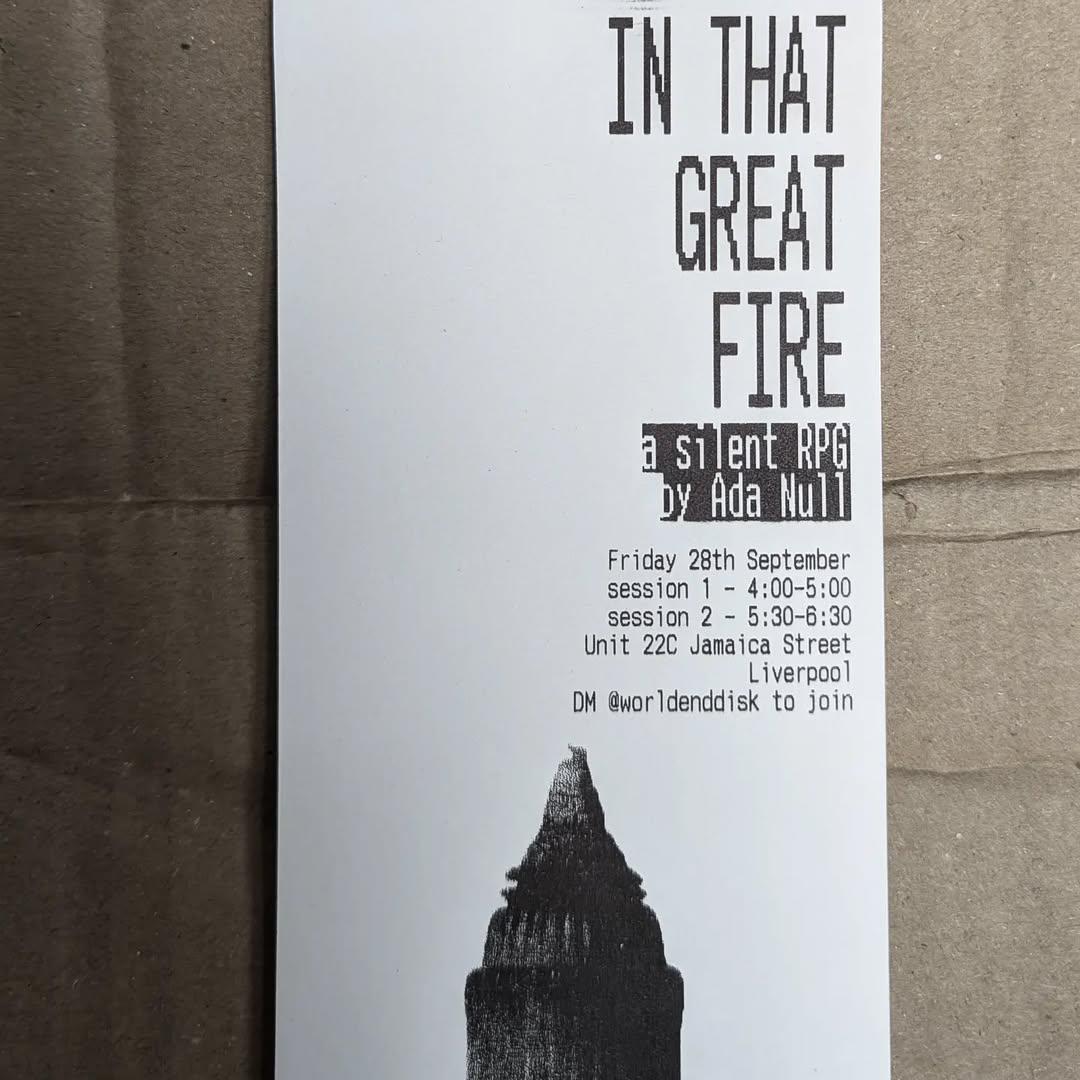 IN THAT
GREAT
FIRE
a silent RPG
by Ada Null
Friday 28th September
session 1 - 4:00-5:00
session 2 - 5:30-6:30
Unit 22C Jamaica Street
Liverpool
DM @worldenddisk to join